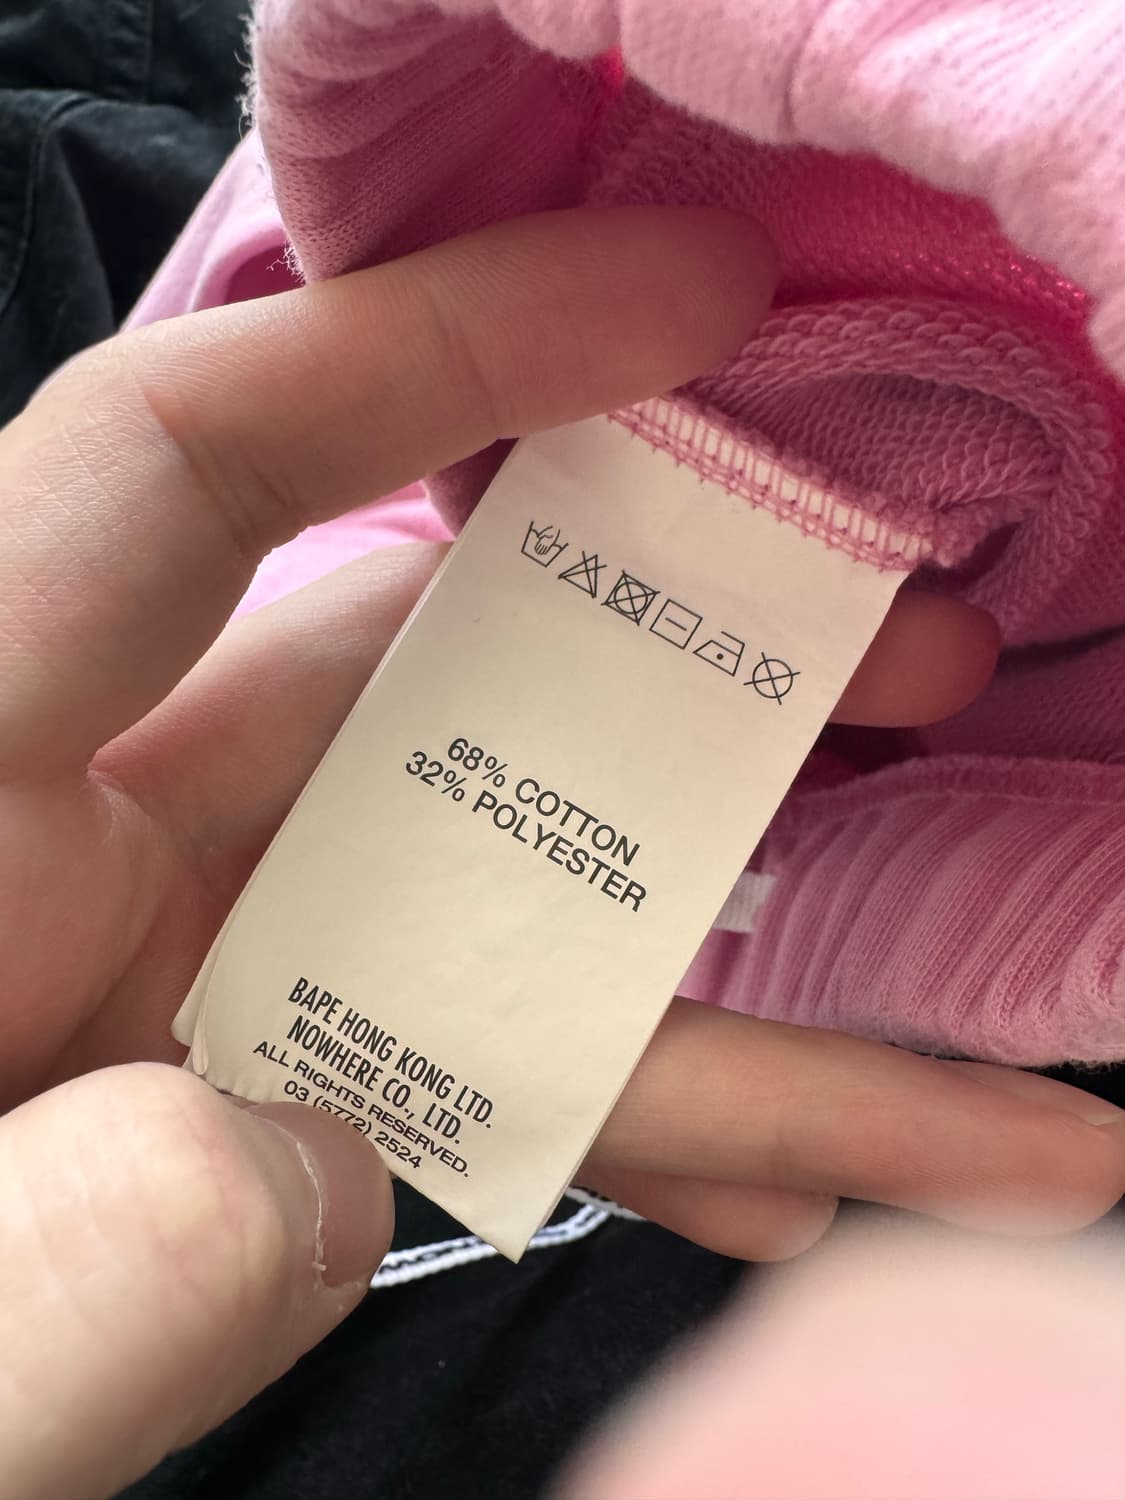 68% COTTON
32% POLYESTER
BAPE HONG KONG LTD.
NOWHERE CO., LTD.
ALL RIGHTS RESERVED.
03 (5772) 2524